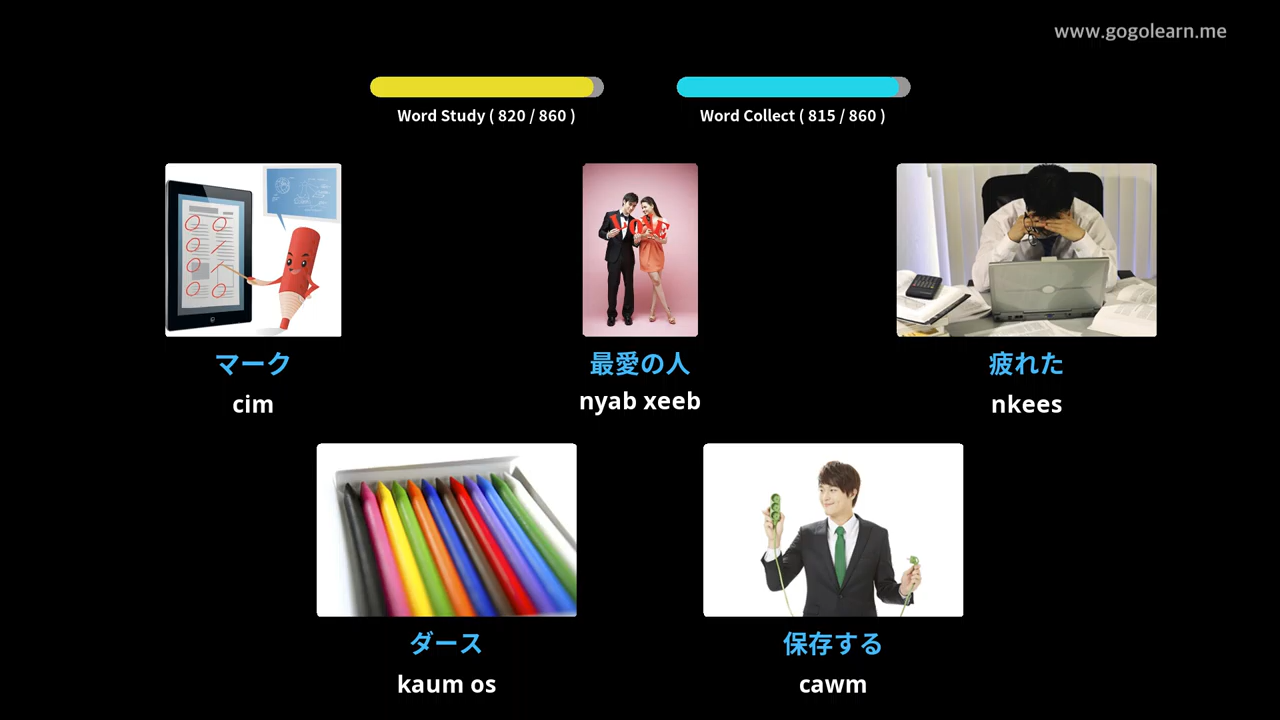 www.gogolearn.me
Word Study ( 820 / 860 )
Word Collect ( 815 / 860 )
LOVE
マーク
cim
最愛の人
nyab xeeb
疲れた
nkees
ダース
kaum os
保存する
cawm